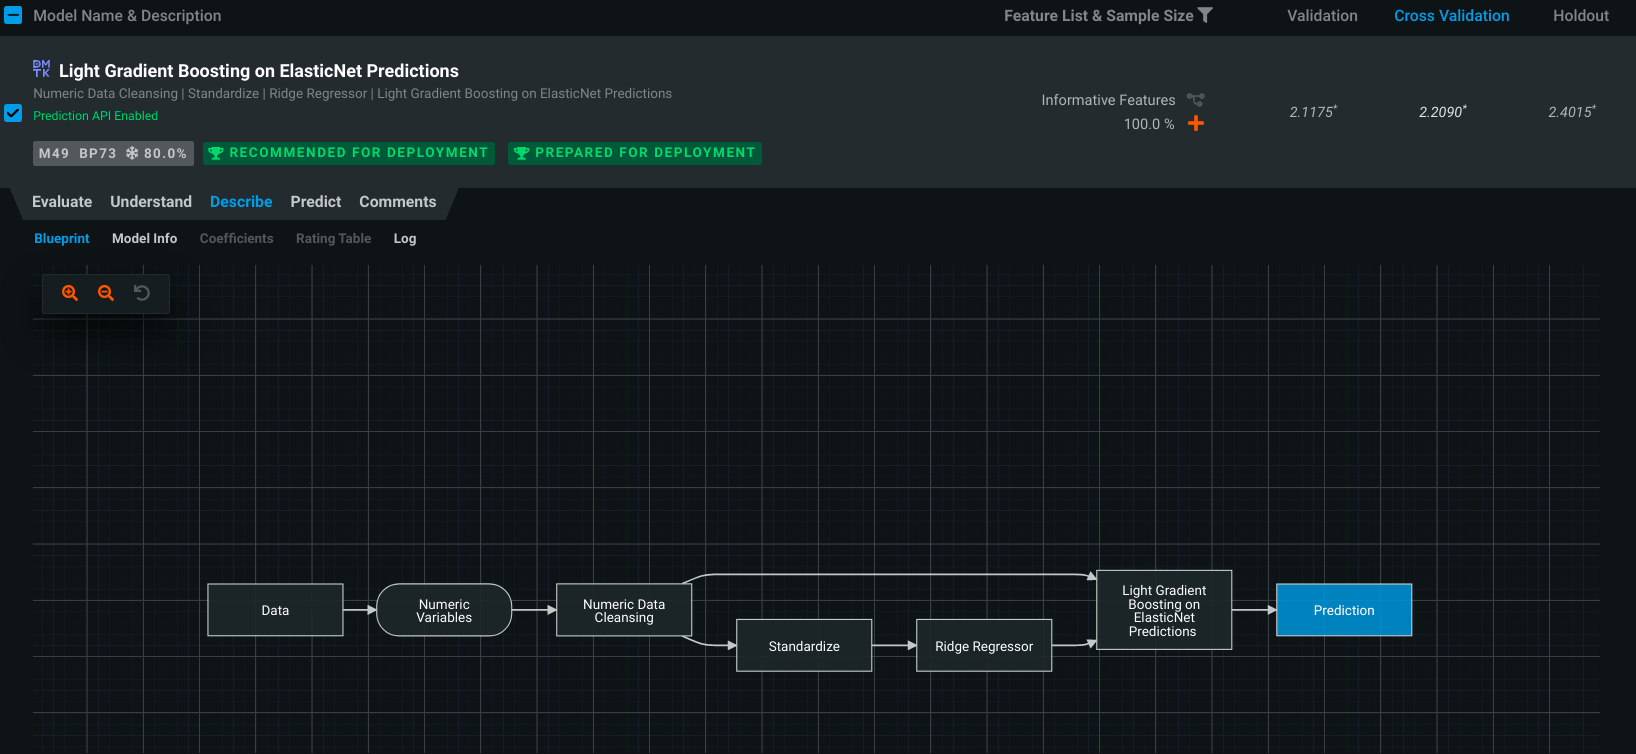 Model Name & Description Feature List & Sample Size Validation Cross Validation Holdout
DM
TK
Light Gradient Boosting on ElasticNet Predictions
Numeric Data Cleansing | Standardize | Ridge Regressor | Light Gradient Boosting on ElasticNet Predictions
Prediction API Enabled
Informative Features
100.0 %
2.1175* 2.2090* 2.4015*
M49 BP73 80.0% RECOMMENDED FOR DEPLOYMENT PREPARED FOR DEPLOYMENT
Evaluate Understand Describe Predict Comments
Blueprint Model Info Coefficients Rating Table Log
Data
Numeric
Variables
Numeric Data
Cleansing
Standardize
Ridge Regressor
Light Gradient
Boosting on
ElasticNet
Predictions
Prediction